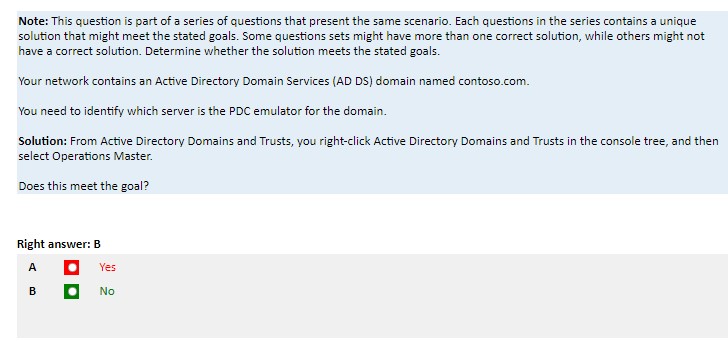 Note: This question is part of a series of questions that present the same scenario. Each questions in the series contains a unique
solution that might meet the stated goals. Some questions sets might have more than one correct solution, while others might not
have a correct solution. Determine whether the solution meets the stated goals.
Your network contains an Active Directory Domain Services (AD DS) domain named contoso.com.
You need to identify which server is the PDC emulator for the domain.
Solution: From Active Directory Domains and Trusts, you right-click Active Directory Domains and Trusts in the console tree, and then
select Operations Master.
Does this meet the goal?
Right answer: B
A Yes
B No